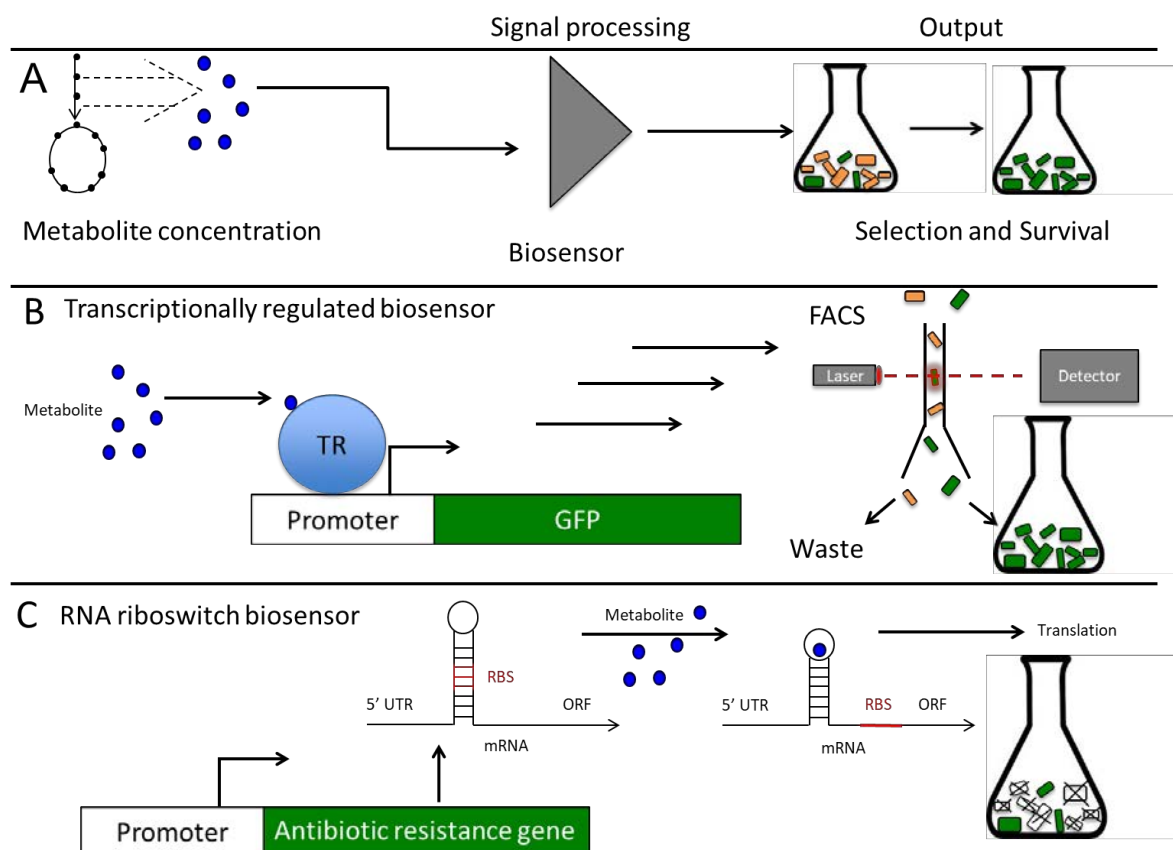 Signal processing
Output
A
Metabolite concentration
Biosensor
Selection and Survival
B
Transcriptionally regulated biosensor
FACS
Laser
Detector
Metabolite
TR
Promoter
GFP
Waste
C
RNA riboswitch biosensor
Metabolite
Translation
RBS
5’ UTR
ORF
mRNA
5’ UTR
RBS
ORF
mRNA
Promoter
Antibiotic resistance gene